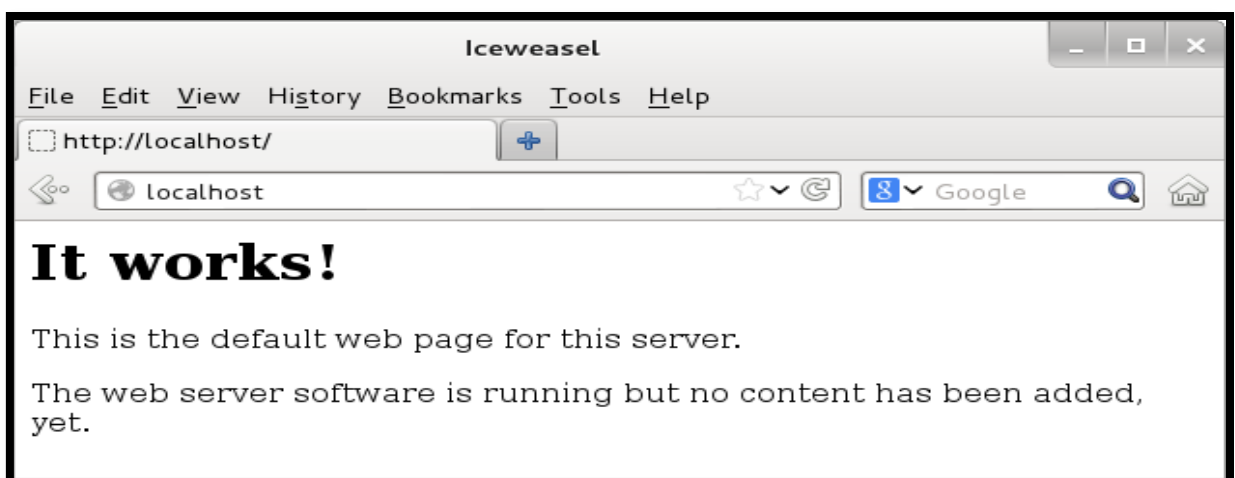 Iceweasel
File Edit View History Bookmarks Tools Help
http://localhost/
localhost
8 Google
It works!
This is the default web page for this server.
The web server software is running but no content has been added,
yet.